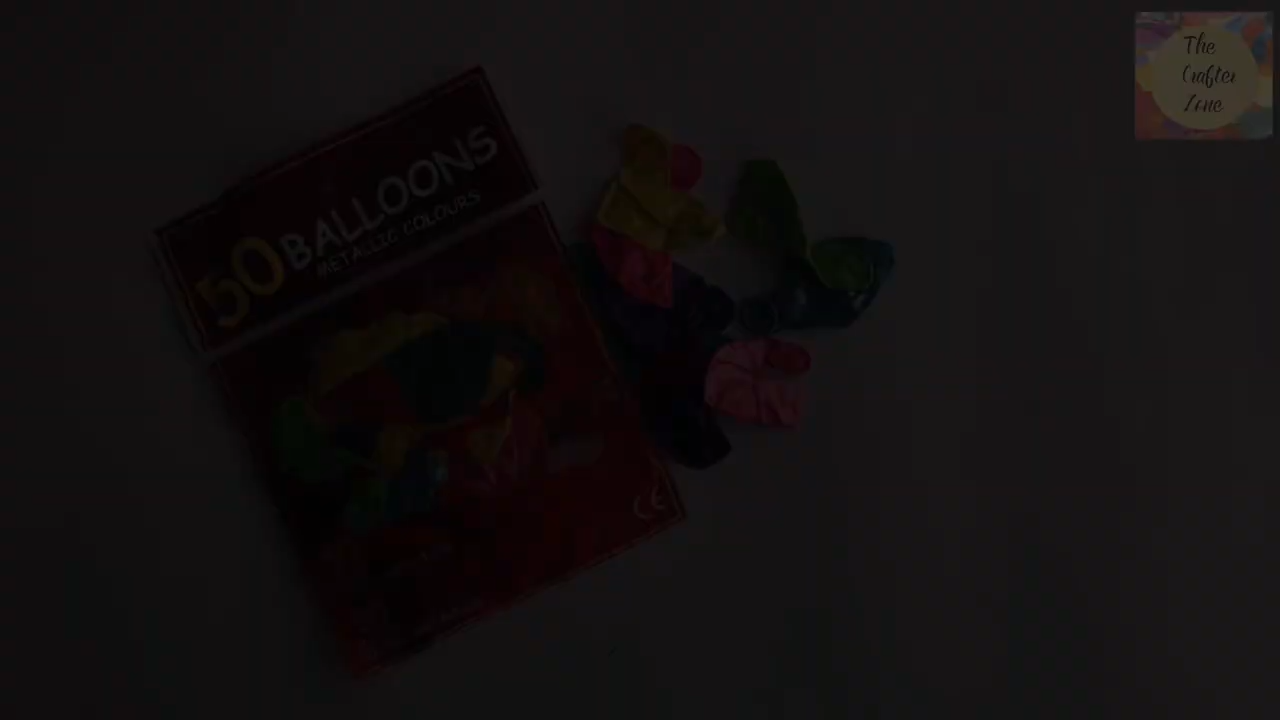 50 BALLOONS
METALLIC COLOURS
CE
The
Crafter
Zone